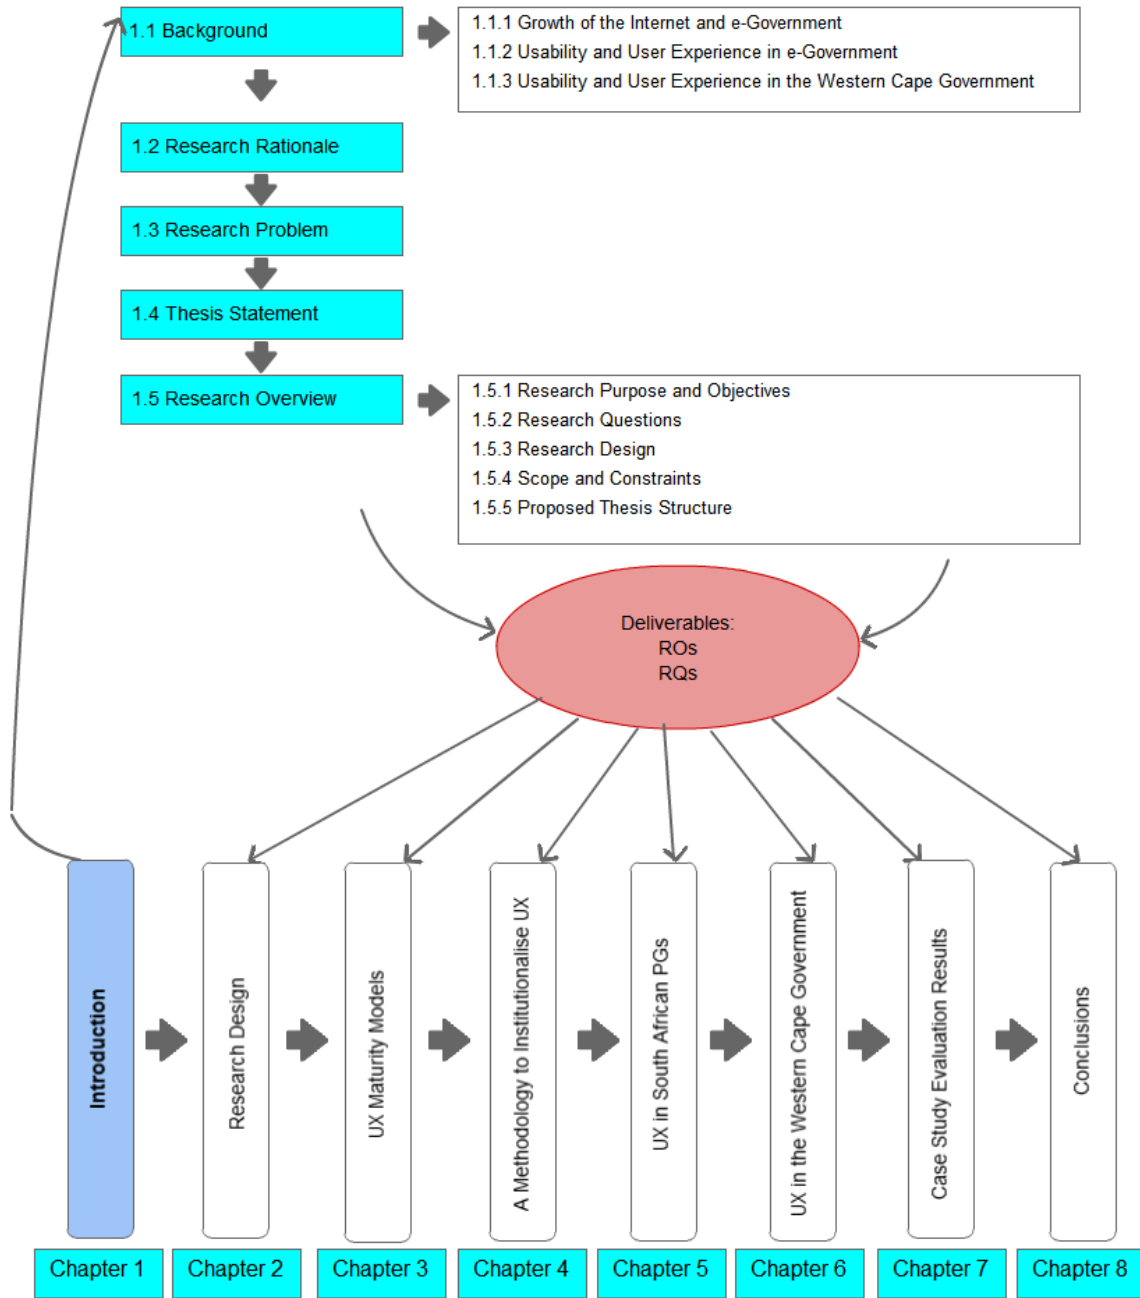 1.1 Background
1.1.1 Growth of the Internet and e-Government
1.1.2 Usability and User Experience in e-Government
1.1.3 Usability and User Experience in the Western Cape Government
1.2 Research Rationale
1.3 Research Problem
1.4 Thesis Statement
1.5 Research Overview
1.5.1 Research Purpose and Objectives
1.5.2 Research Questions
1.5.3 Research Design
1.5.4 Scope and Constraints
1.5.5 Proposed Thesis Structure
Deliverables:
ROs
RQs
Introduction
Research Design
UX Maturity Models
A Methodology to Institutionalise UX
UX in South African PGs
UX in the Western Cape Government
Case Study Evaluation Results
Conclusions
Chapter 1
Chapter 2
Chapter 3
Chapter 4
Chapter 5
Chapter 6
Chapter 7
Chapter 8